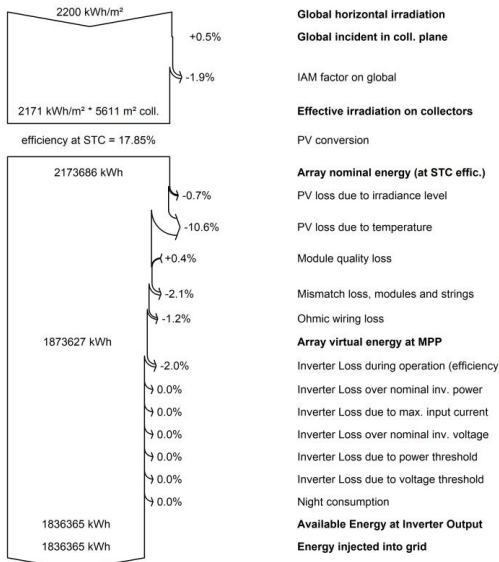 2200 kWh/m² Global horizontal irradiation
+0.5% Global incident in coll. plane
-1.9% IAM factor on global
2171 kWh/m² * 5611 m² coll. Effective irradiation on collectors
efficiency at STC = 17.85% PV conversion
2173686 kWh Array nominal energy (at STC effic.)
-0.7% PV loss due to irradiance level
-10.6% PV loss due to temperature
+0.4% Module quality loss
-2.1% Mismatch loss, modules and strings
-1.2% Ohmic wiring loss
1873627 kWh Array virtual energy at MPP
-2.0% Inverter Loss during operation (efficiency
0.0% Inverter Loss over nominal inv. power
0.0% Inverter Loss due to max. input current
0.0% Inverter Loss over nominal inv. voltage
0.0% Inverter Loss due to power threshold
0.0% Inverter Loss due to voltage threshold
0.0% Night consumption
1836365 kWh Available Energy at Inverter Output
1836365 kWh Energy injected into grid